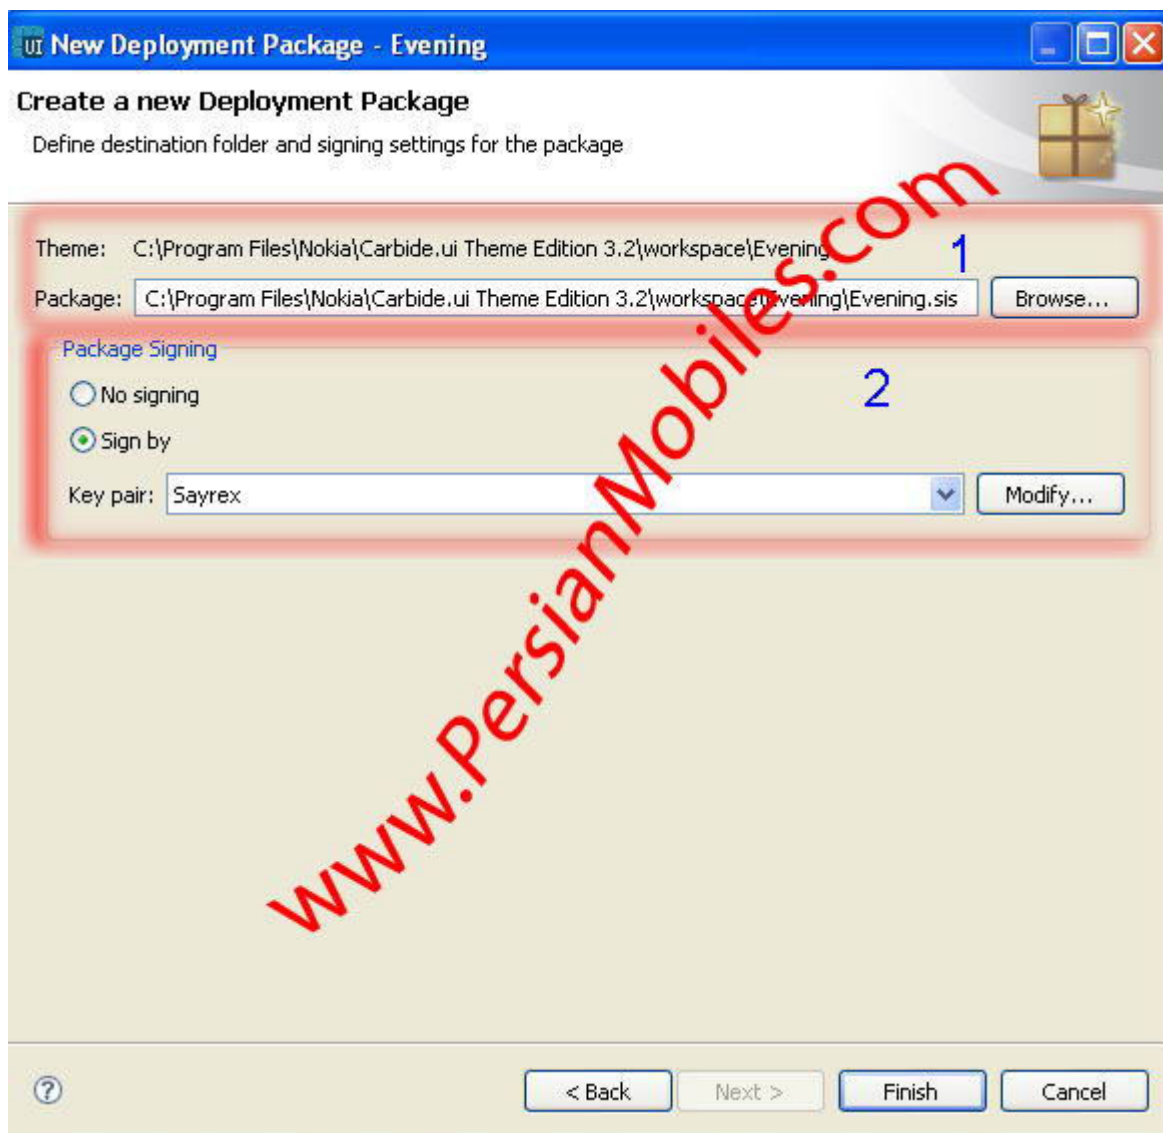 UI New Deployment Package - Evening
Create a new Deployment Package
Define destination folder and signing settings for the package
Theme: C:\Program Files\Nokia\Carbide.ui Theme Edition 3.2\workspace\Evening
1
Package: C:\Program Files\Nokia\Carbide.ui Theme Edition 3.2\workspace\Evening\Evening.sis Browse...
Package Signing
No signing
2
Sign by
Key pair: Sayrex Modify...
www.PersianMobiles.com
? < Back Next > Finish Cancel